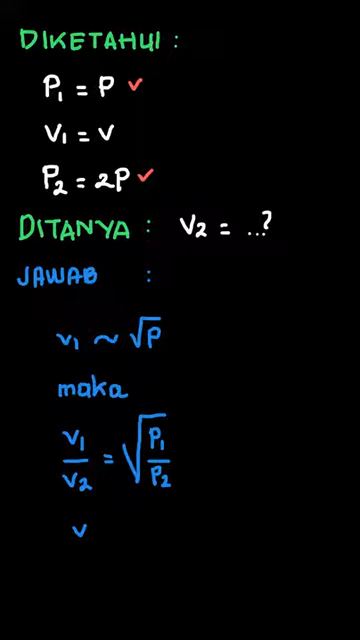 DIKETAHUI :
P₁ = P ✓
V₁ = V
P₂ = 2P ✓
DITANYA : V₂ = ...?
JAWAB :
V₁ ~ √P
maka
V₁/V₂ = √(P₁/P₂)
V